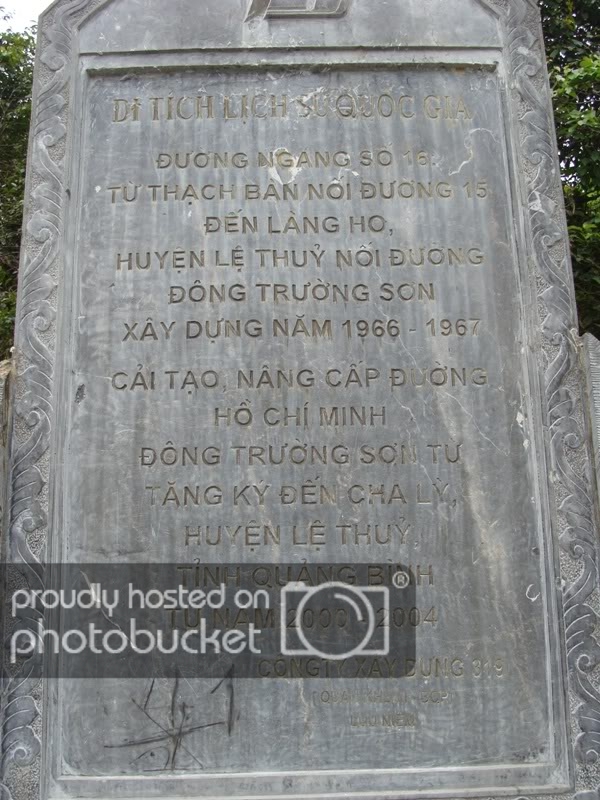 DI TÍCH LỊCH SỬ QUỐC GIA
ĐƯỜNG NGANG SỐ 16.
TỪ THẠCH BÀN NỐI ĐƯỜNG 15
ĐẾN LÀNG HO,
HUYỆN LỆ THUỶ NỐI ĐƯỜNG
ĐÔNG TRƯỜNG SƠN
XÂY DỰNG NĂM 1966 - 1967
CẢI TẠO, NÂNG CẤP ĐƯỜNG
HỒ CHÍ MINH
ĐÔNG TRƯỜNG SƠN TỪ
TĂNG KÝ ĐẾN CHA LỲ,
HUYỆN LỆ THUỶ,
TỈNH QUẢNG BÌNH
TỪ NĂM 2000 - 2004
CÔNG TY XÂY DỰNG 319
LƯU NIỆM
proudly hosted on
photobucket